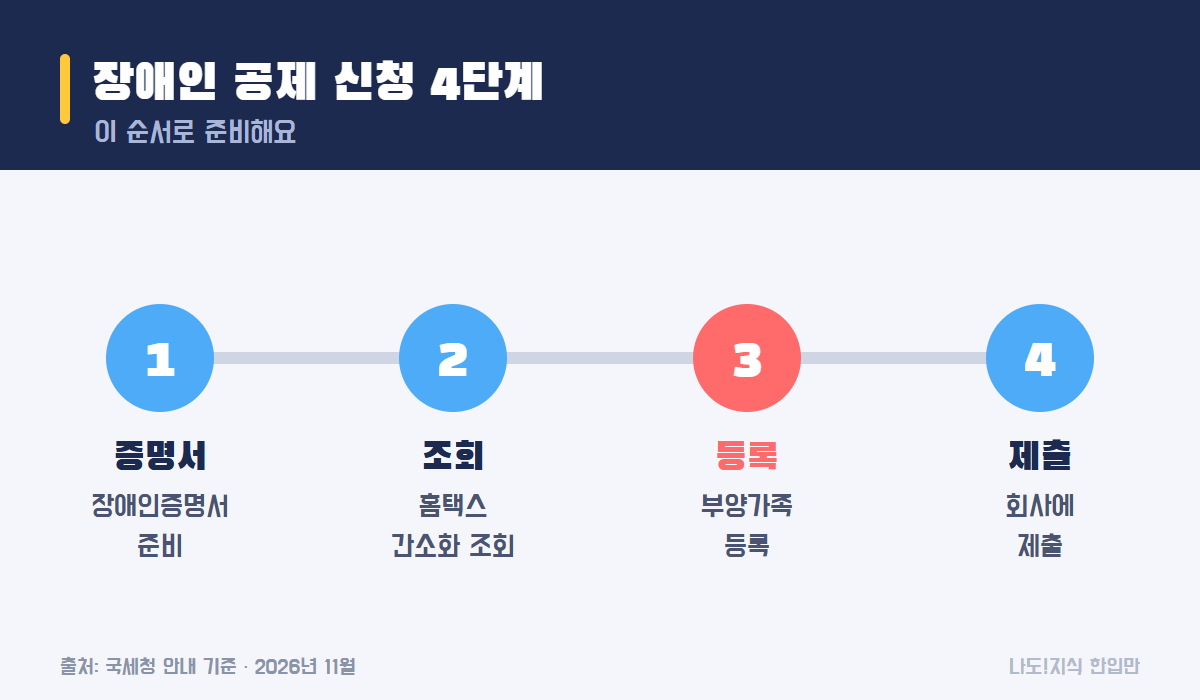 장애인 공제 신청 4단계
이 순서로 준비해요
1
2
3
4
증명서
조회
등록
제출
장애인증명서
준비
홈택스
간소화 조회
부양가족
등록
회사에
제출
출처: 국세청 안내 기준 · 2026년 11월
나도!지식 한입만